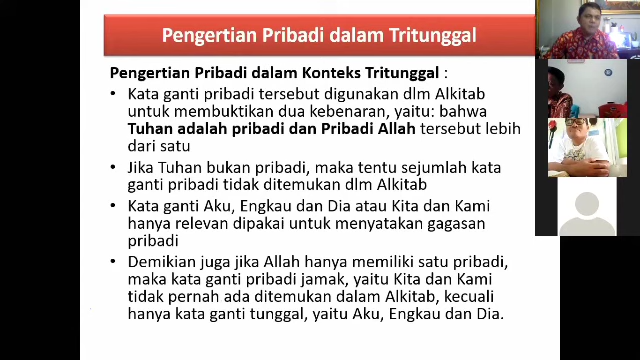 Pengertian Pribadi dalam Tritunggal
Pengertian Pribadi dalam Konteks Tritunggal :
• Kata ganti pribadi tersebut digunakan dlm Alkitab
untuk membuktikan dua kebenaran, yaitu: bahwa
Tuhan adalah pribadi dan Pribadi Allah tersebut lebih
dari satu
• Jika Tuhan bukan pribadi, maka tentu sejumlah kata
ganti pribadi tidak ditemukan dlm Alkitab
• Kata ganti Aku, Engkau dan Dia atau Kita dan Kami
hanya relevan dipakai untuk menyatakan gagasan
pribadi
• Demikian juga jika Allah hanya memiliki satu pribadi,
maka kata ganti pribadi jamak, yaitu Kita dan Kami
tidak pernah ada ditemukan dalam Alkitab, kecuali
hanya kata ganti tunggal, yaitu Aku, Engkau dan Dia.